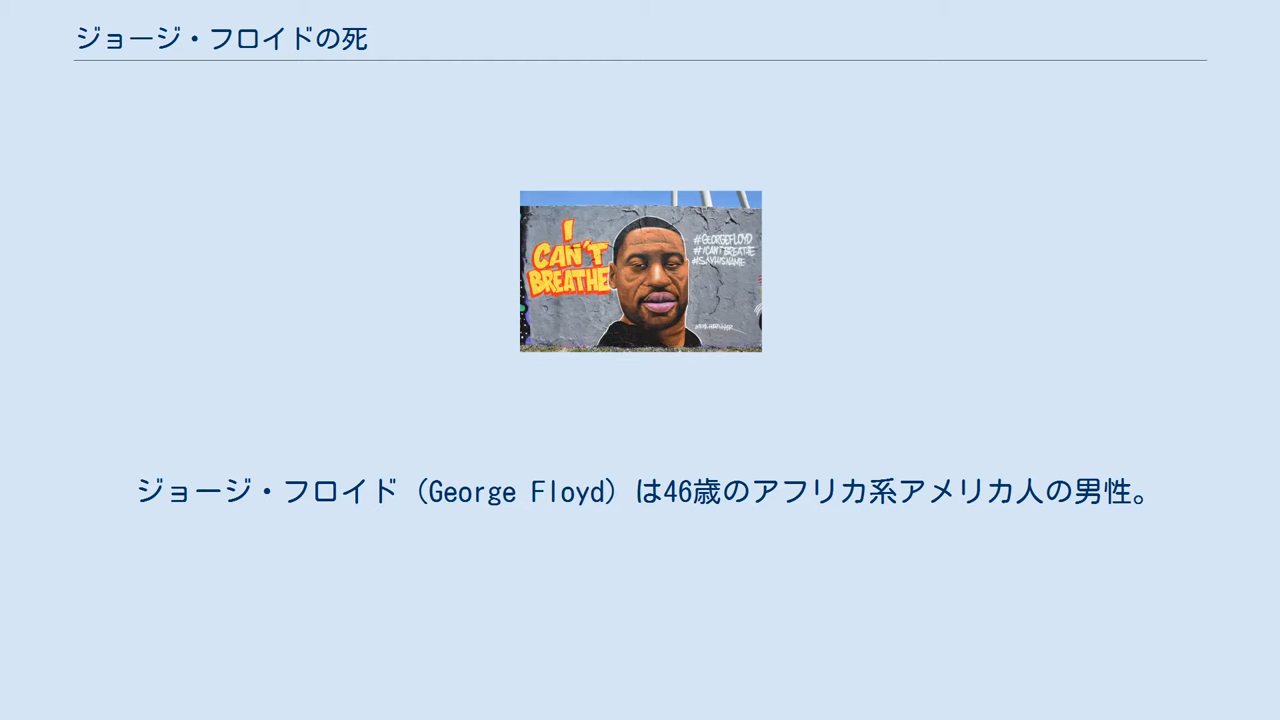 ジョージ・フロイドの死
I
CAN'T
BREATHE
#GEORGEFLOYD
#ICANTBREATHE
#SAYHISNAME
ジョージ・フロイド（George Floyd）は46歳のアフリカ系アメリカ人の男性。